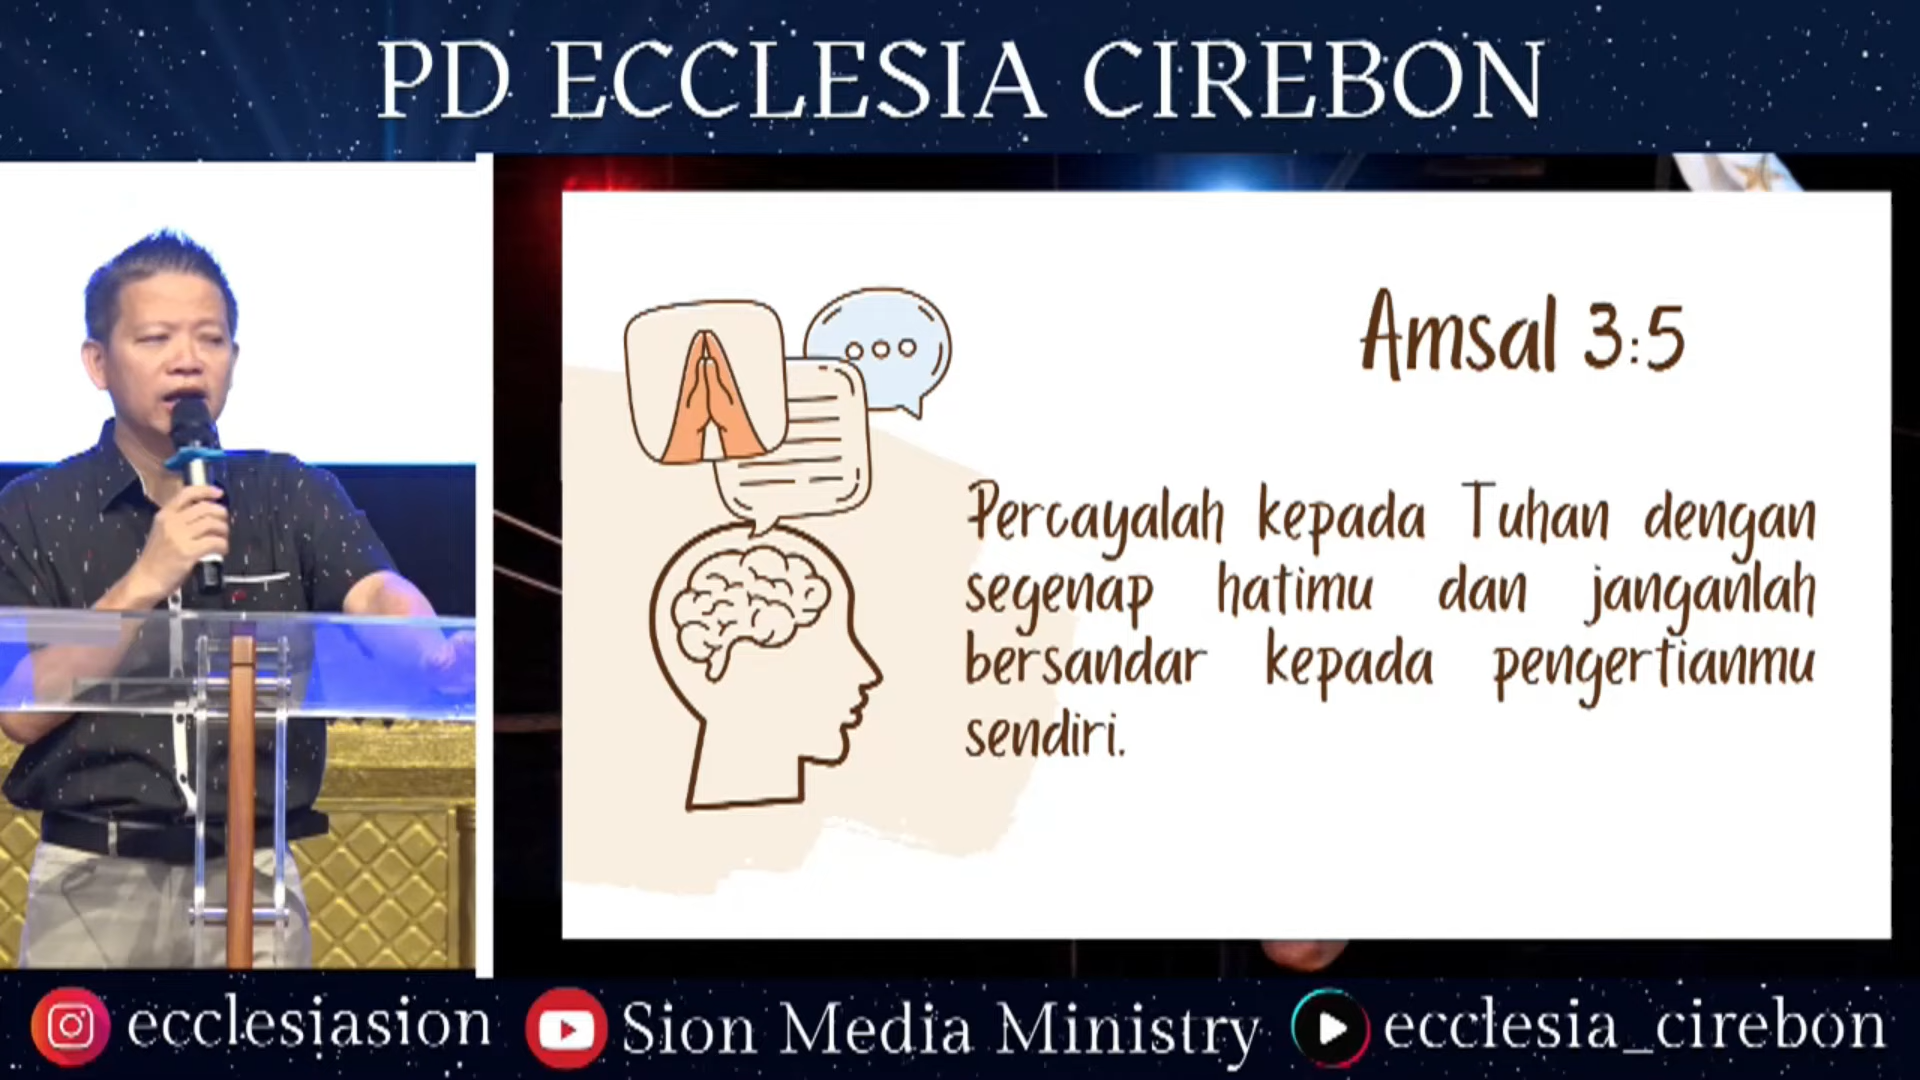 PD ECCLESIA CIREBON
Amsal 3:5
Percayalah kepada Tuhan dengan
segenap hatimu dan janganlah
bersandar kepada pengertianmu
sendiri.
ecclesiasion
Sion Media Ministry
ecclesia_cirebon